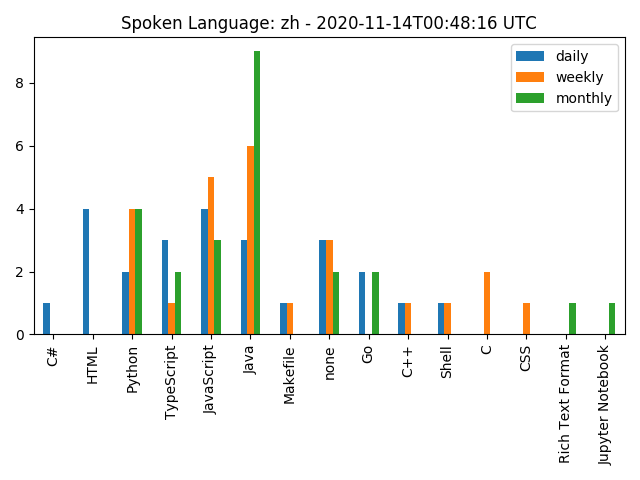 Spoken Language: zh - 2020-11-14T00:48:16 UTC
daily
weekly
monthly
8
6
4
2
0
C#
HTML
Python
TypeScript
JavaScript
Java
Makefile
none
Go
C++
Shell
C
CSS
Rich Text Format
Jupyter Notebook